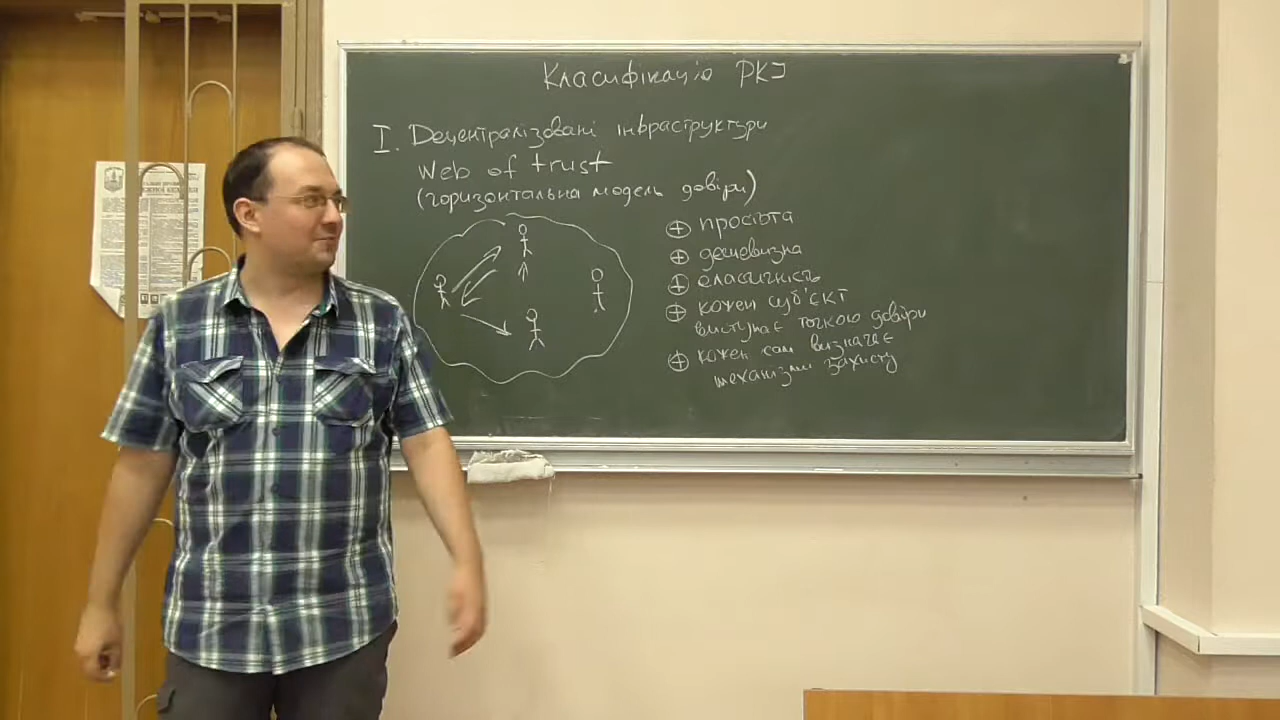 Класифікація PKI
I. Децентралізовані інфраструктури
Web of trust
(горизонтальна модель довіри)
⊕ простота
⊕ дешевизна
⊕ еластичність
⊕ кожен суб'єкт
виступає точкою довіри
⊕ кожен сам визначає
механізми захисту